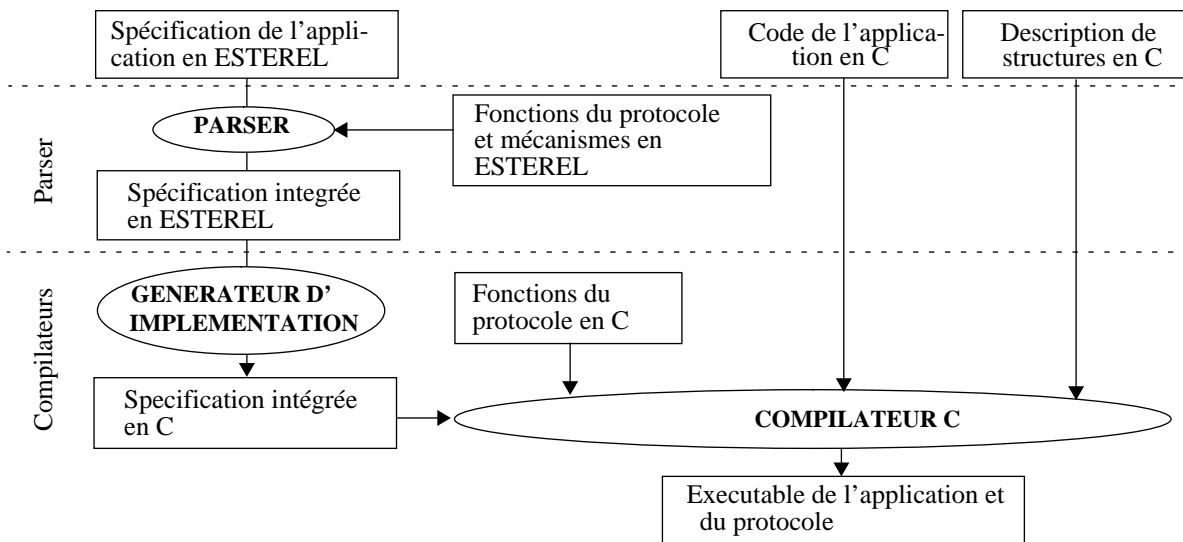 Spécification de l’appli-
cation en ESTEREL
Code de l’applica-
tion en C
Description de
structures en C
Parser
PARSER
Fonctions du protocole
et mécanismes en
ESTEREL
Spécification integrée
en ESTEREL
Compilateurs
GENERATEUR D’
IMPLEMENTATION
Fonctions du
protocole en C
Specification intégrée
en C
COMPILATEUR C
Executable de l’application et
du protocole